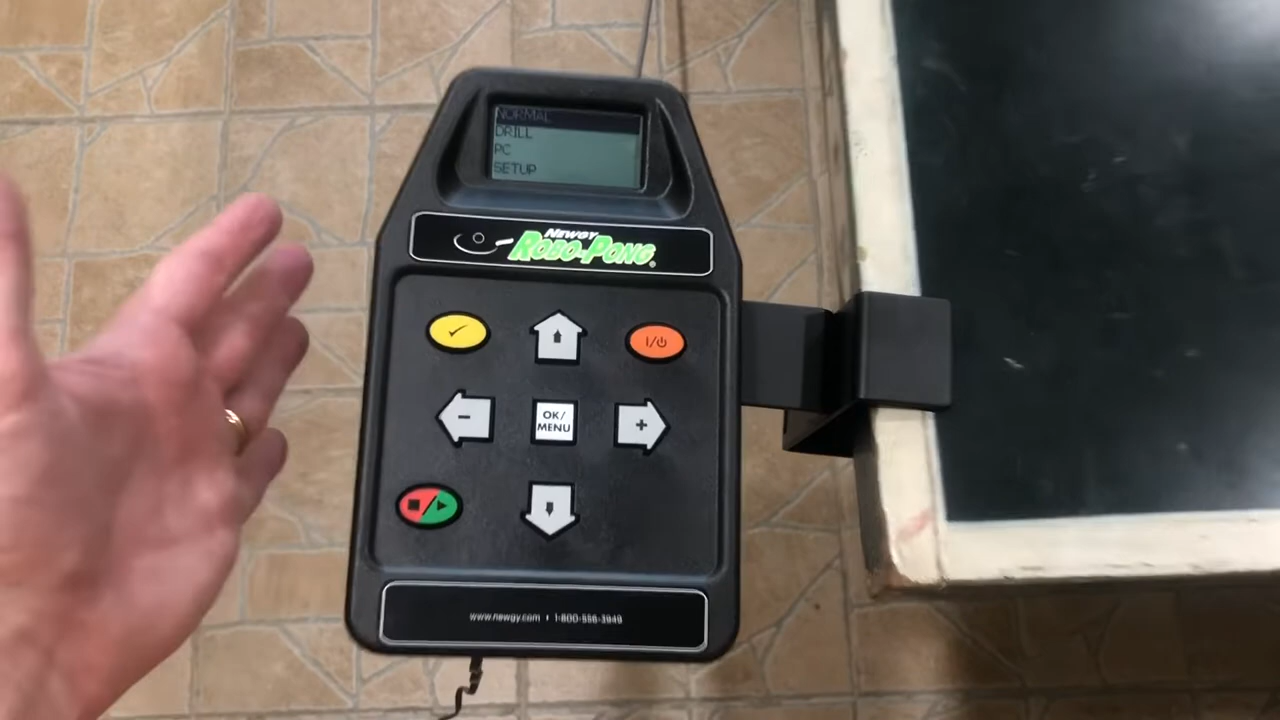 NORMAL
DRILL
PC
SETUP
NEWGY
ROBO-PONG®
I/⏻
-
OK/
MENU
+
www.newgy.com • 1-800-556-3949